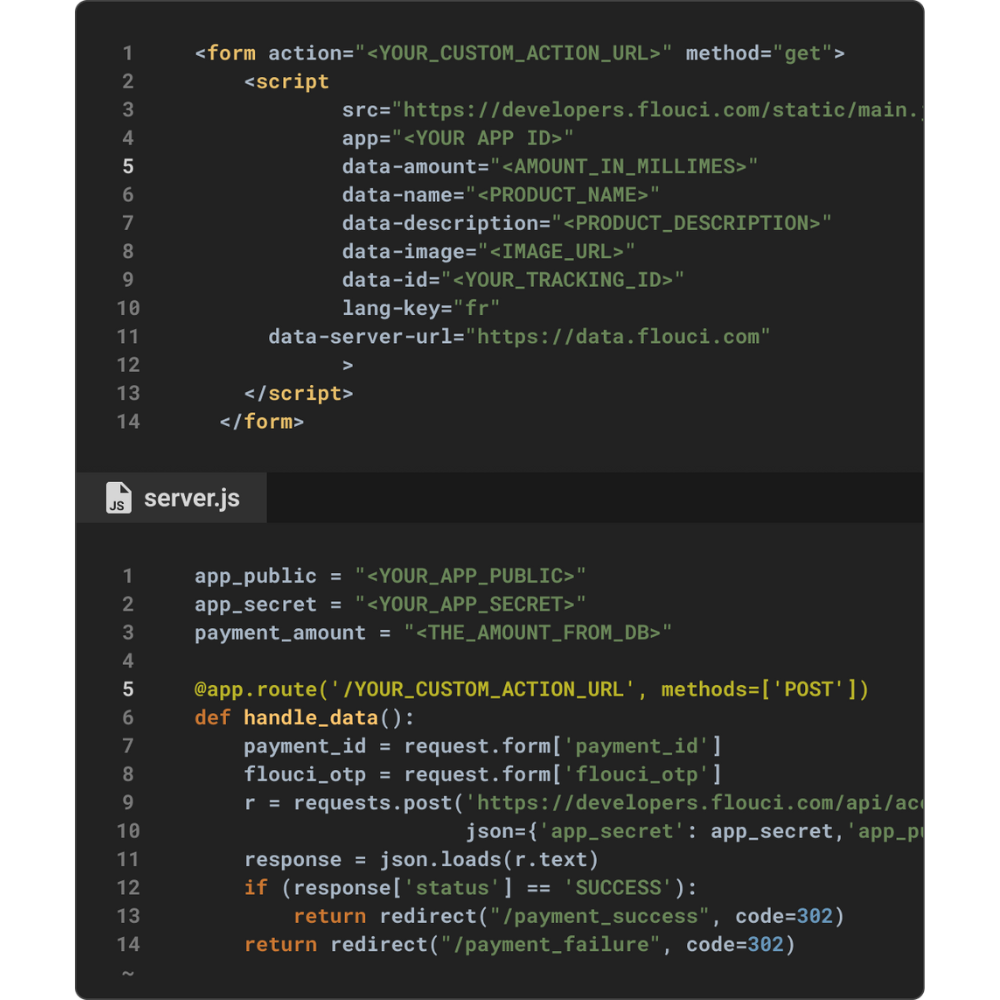 1 <form action="<YOUR_CUSTOM_ACTION_URL>" method="get">
2 <script
3 src="https://developers.flouci.com/static/main.
4 app="<YOUR APP ID>"
5 data-amount="<AMOUNT_IN_MILLIMES>"
6 data-name="<PRODUCT_NAME>"
7 data-description="<PRODUCT_DESCRIPTION>"
8 data-image="<IMAGE_URL>"
9 data-id="<YOUR_TRACKING_ID>"
10 lang-key="fr"
11 data-server-url="https://data.flouci.com"
12 >
13 </script>
14 </form>
JS server.js
1 app_public = "<YOUR_APP_PUBLIC>"
2 app_secret = "<YOUR_APP_SECRET>"
3 payment_amount = "<THE_AMOUNT_FROM_DB>"
4
5 @app.route('/YOUR_CUSTOM_ACTION_URL', methods=['POST'])
6 def handle_data():
7 payment_id = request.form['payment_id']
8 flouci_otp = request.form['flouci_otp']
9 r = requests.post('https://developers.flouci.com/api/ac
10 json={'app_secret': app_secret,'app_p
11 response = json.loads(r.text)
12 if (response['status'] == 'SUCCESS'):
13 return redirect("/payment_success", code=302)
14 return redirect("/payment_failure", code=302)
~